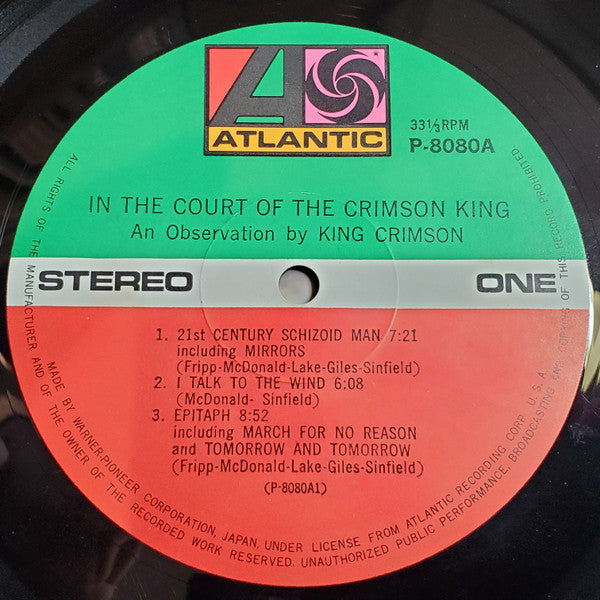 ATLANTIC
33⅓RPM
P-8080A
IN THE COURT OF THE CRIMSON KING
An Observation by KING CRIMSON
STEREO
ONE
1. 21st CENTURY SCHIZOID MAN 7:21
including MIRRORS
(Fripp-McDonald-Lake-Giles-Sinfield)
2. I TALK TO THE WIND 6:08
(McDonald- Sinfield)
3. EPITAPH 8:52
including MARCH FOR NO REASON
and TOMORROW AND TOMORROW
(Fripp-McDonald-Lake-Giles-Sinfield)
(P-8080A1)
MADE BY WARNER-PIONEER CORPORATION, JAPAN, UNDER LICENSE FROM ATLANTIC RECORDING CORP. U.S.A.
ALL RIGHTS OF THE MANUFACTURER AND OF THE OWNER OF THE RECORDED WORK RESERVED. UNAUTHORIZED PUBLIC PERFORMANCE, BROADCASTING AND COPYING OF THIS RECORD PROHIBITED